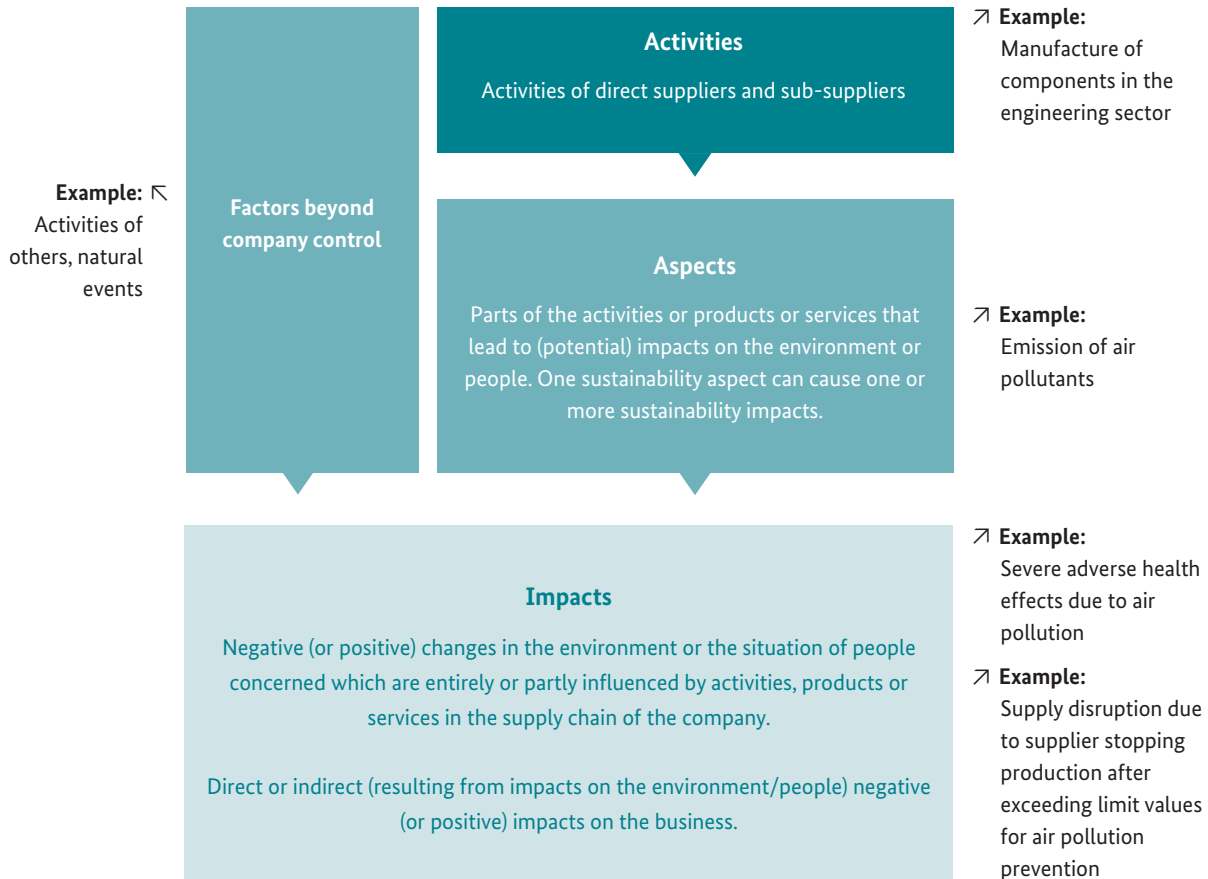 Activities
Activities of direct suppliers and sub-suppliers
Example:
Manufacture of
components in the
engineering sector
Example:
Activities of
others, natural
events
Factors beyond
company control
Aspects
Parts of the activities or products or services that
lead to (potential) impacts on the environment or
people. One sustainability aspect can cause one or
more sustainability impacts.
Example:
Emission of air
pollutants
Impacts
Negative (or positive) changes in the environment or the situation of people
concerned which are entirely or partly influenced by activities, products or
services in the supply chain of the company.
Direct or indirect (resulting from impacts on the environment/people) negative
(or positive) impacts on the business.
Example:
Severe adverse health
effects due to air
pollution
Example:
Supply disruption due
to supplier stopping
production after
exceeding limit values
for air pollution
prevention